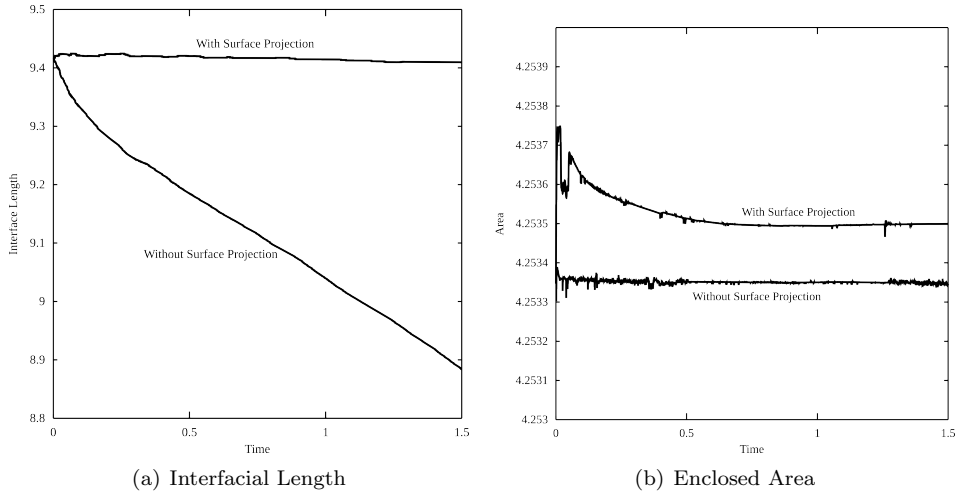 9.5
9.4
9.3
9.2
9.1
9
8.9
8.8
Interface Length
With Surface Projection
Without Surface Projection
0
0.5
1
1.5
Time
(a) Interfacial Length
4.2539
4.2538
4.2537
4.2536
4.2535
4.2534
4.2533
4.2532
4.2531
4.253
Area
With Surface Projection
Without Surface Projection
0
0.5
1
1.5
Time
(b) Enclosed Area